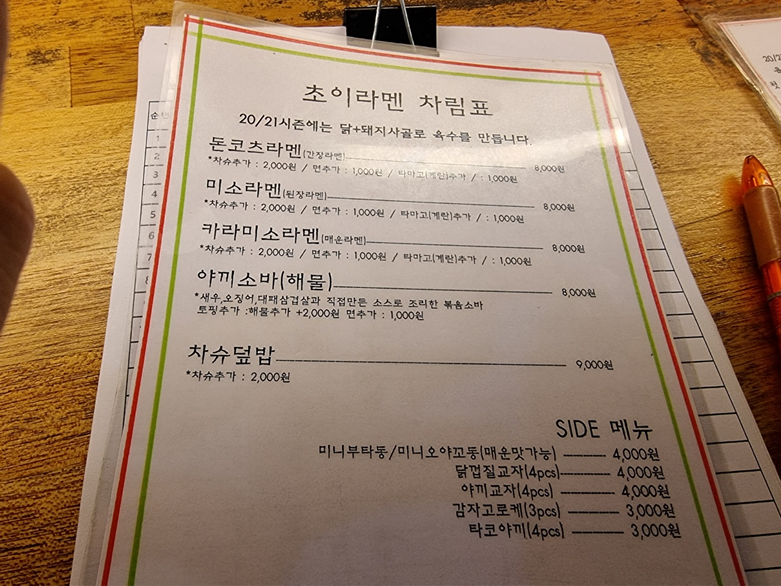 초이라멘 차림표
20/21시즌에는 닭+돼지사골로 육수를 만듭니다.
돈코츠라멘(간장라멘) 8,000원
*차슈추가 : 2,000원 / 면추가 : 1,000원 / 타마고(계란)추가 / : 1,000원
미소라멘(된장라멘) 8,000원
*차슈추가 : 2,000원 / 면추가 : 1,000원 / 타마고(계란)추가 / : 1,000원
카라미소라멘(매운라멘) 8,000원
*차슈추가 : 2,000원 / 면추가 : 1,000원 / 타마고(계란)추가 / : 1,000원
야끼소바(해물) 8,000원
*새우,오징어,대패삼겹살과 직접만든 소스로 조리한 볶음소바
토핑추가 :해물추가 +2,000원 면추가 : 1,000원
차슈덮밥 9,000원
*차슈추가 : 2,000원
SIDE 메뉴
미니부타동/미니오야꼬동(매운맛가능) 4,000원
닭껍질교자(4pcs) 4,000원
야끼교자(4pcs) 4,000원
감자고로케(3pcs) 3,000원
타코야끼(4pcs) 3,000원
1
2
3
4
5
6
7
20/2